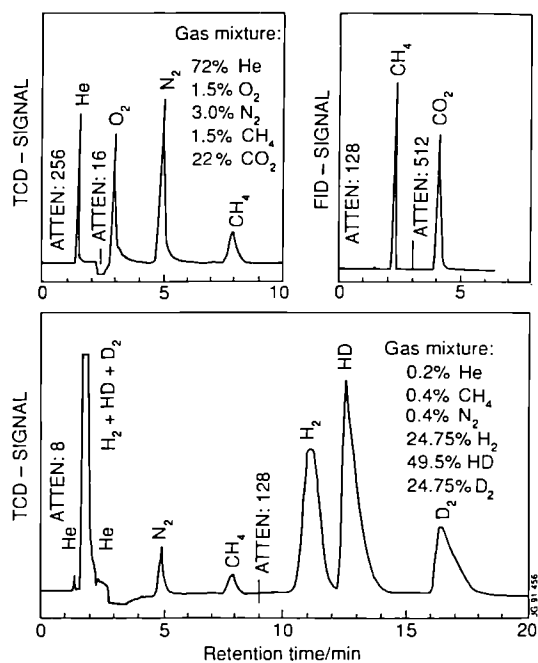 Gas mixture:
72% He
1.5% O2
3.0% N2
1.5% CH4
22% CO2
TCD – SIGNAL
ATTEN: 256
He
ATTEN: 16
O2
N2
CH4
0
5
10
FID – SIGNAL
ATTEN: 128
CH4
ATTEN: 512
CO2
0
5
TCD – SIGNAL
ATTEN: 8
He
H2 + HD + D2
He
N2
CH4
ATTEN: 128
H2
HD
D2
Gas mixture:
0.2% He
0.4% CH4
0.4% N2
24.75% H2
49.5% HD
24.75% D2
JG 91 456
0
5
10
15
20
Retention time/min